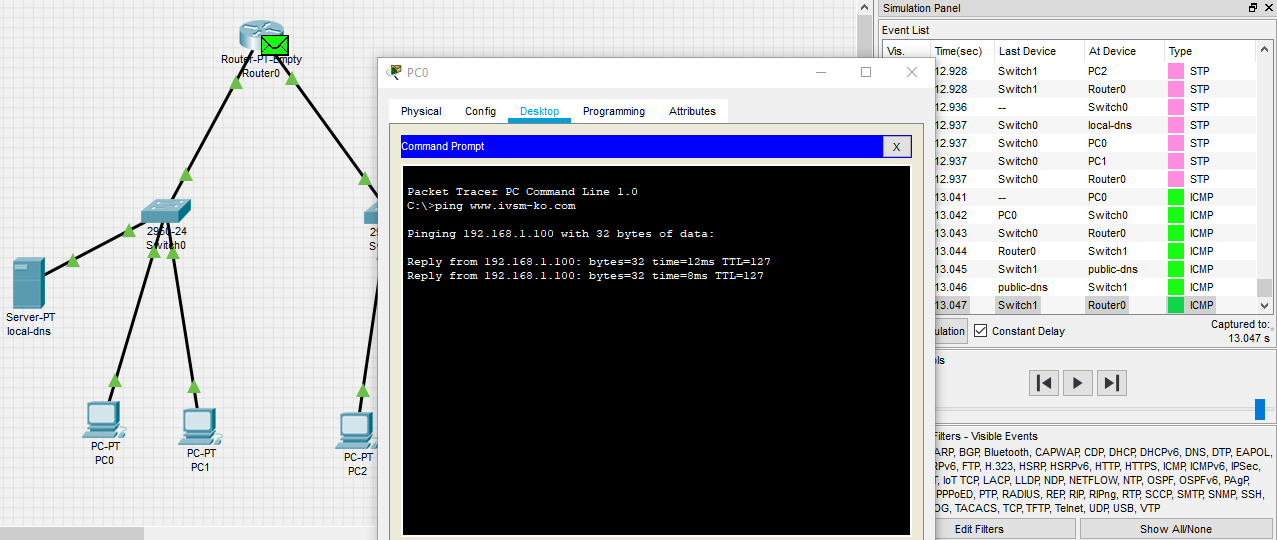 Router-PT-Empty
Router0
2950-24
Switch0
Server-PT
local-dns
PC-PT
PC0
PC-PT
PC1
PC-PT
PC2
PC0
Physical Config Desktop Programming Attributes
Command Prompt
X
Packet Tracer PC Command Line 1.0
C:\>ping www.ivsm-ko.com
Pinging 192.168.1.100 with 32 bytes of data:
Reply from 192.168.1.100: bytes=32 time=12ms TTL=127
Reply from 192.168.1.100: bytes=32 time=8ms TTL=127
Simulation Panel
Event List
Vis. Time(sec) Last Device At Device Type
12.928 Switch1 PC2 STP
12.928 Switch1 Router0 STP
12.936 -- Switch0 STP
12.937 Switch0 local-dns STP
12.937 Switch0 PC0 STP
12.937 Switch0 PC1 STP
12.937 Switch0 Router0 STP
13.041 -- PC0 ICMP
13.042 PC0 Switch0 ICMP
13.043 Switch0 Router0 ICMP
13.044 Router0 Switch1 ICMP
13.045 Switch1 public-dns ICMP
13.046 public-dns Switch1 ICMP
13.047 Switch1 Router0 ICMP
ulation Constant Delay
Captured to:
13.047 s
ols
Filters - Visible Events
ARP, BGP, Bluetooth, CAPWAP, CDP, DHCP, DHCPv6, DNS, DTP, EAPOL,
RPv6, FTP, H.323, HSRP, HSRPv6, HTTP, HTTPS, ICMP, ICMPv6, IPSec,
T, IoT TCP, LACP, LLDP, NDP, NETFLOW, NTP, OSPF, OSPFv6, PAgP,
PPPoED, PTP, RADIUS, REP, RIP, RIPng, RTP, SCCP, SMTP, SNMP, SSH,
OG, TACACS, TCP, TFTP, Telnet, UDP, USB, VTP
Edit Filters Show All/None